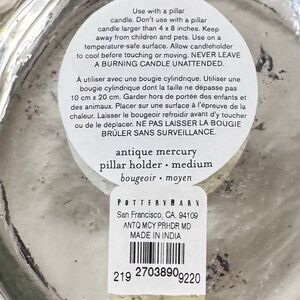 Use with a pillar
candle. Don't use with a pillar
candle larger than 4 x 8 inches. Keep
away from children and pets. Use on a
temperature-safe surface. Allow candleholder
to cool before touching or moving. NEVER LEAVE
A BURNING CANDLE UNATTENDED.
À utiliser avec une bougie cylindrique. Utiliser
une bougie cylindrique dont la taille ne dépasse pas
10 cm x 20 cm. Garder hors de portée des enfants et
des animaux. Placer sur une surface à l'épreuve de la
chaleur. Laisser le bougeoir refroidir avant d'y toucher
ou avant d'y déplacer. NE PAS LAISSER LA BOUGIE
BRÛLER SANS SURVEILLANCE.
antique mercury
pillar holder • medium
bougeoir • moyen
POTTERY BARN
San Francisco, CA. 94109
ANTQ MCY PRHDR MD
MADE IN INDIA
219 2703890 9220